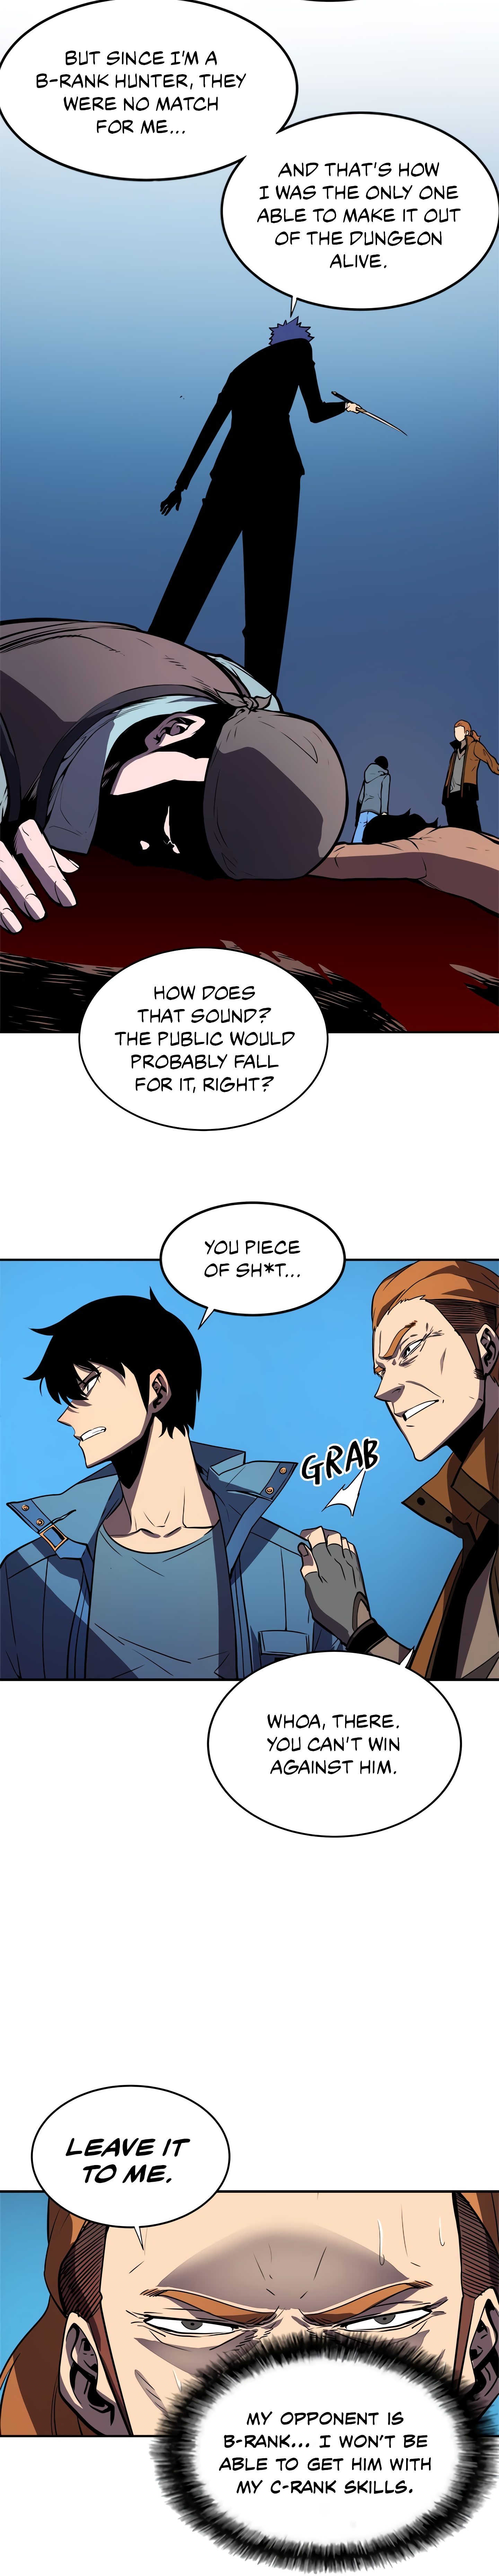 BUT SINCE I'M A
B-RANK HUNTER, THEY
WERE NO MATCH
FOR ME...
AND THAT'S HOW
I WAS THE ONLY ONE
ABLE TO MAKE IT OUT
OF THE DUNGEON
ALIVE.
HOW DOES
THAT SOUND?
THE PUBLIC WOULD
PROBABLY FALL
FOR IT, RIGHT?
YOU PIECE
OF SH*T...
GRAB
WHOA, THERE.
YOU CAN'T WIN
AGAINST HIM.
LEAVE IT
TO ME.
MY OPPONENT IS
B-RANK... I WON'T BE
ABLE TO GET HIM WITH
MY C-RANK SKILLS.